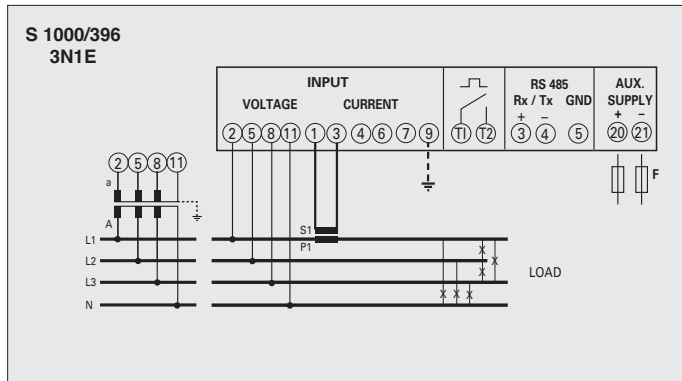 S 1000/396
3N1E
INPUT
VOLTAGE CURRENT
2 5 8 11 1 3 4 6 7 9
T1 T2
RS 485
Rx / Tx GND
+ –
3 4 5
AUX.
SUPPLY
+ –
20 21
F
2 5 8 11
a
A
S1
P1
L1
L2
L3
N
LOAD